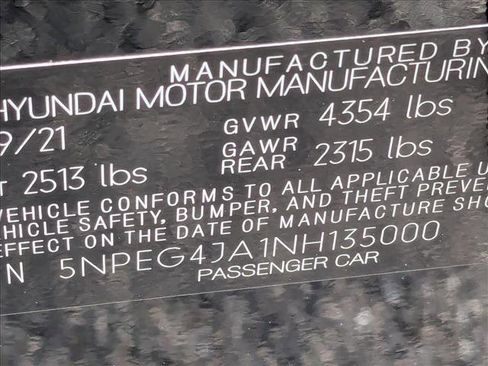 MANUFACTURED BY
HYUNDAI MOTOR MANUFACTURIN
9/21 GVWR 4354 lbs
T 2513 lbs GAWR REAR 2315 lbs
VEHICLE CONFORMS TO ALL APPLICABLE
HICLE SAFETY, BUMPER, AND THEFT PREVE
EFFECT ON THE DATE OF MANUFACTURE SHO
N 5NPEG4JA1NH135000
PASSENGER CAR